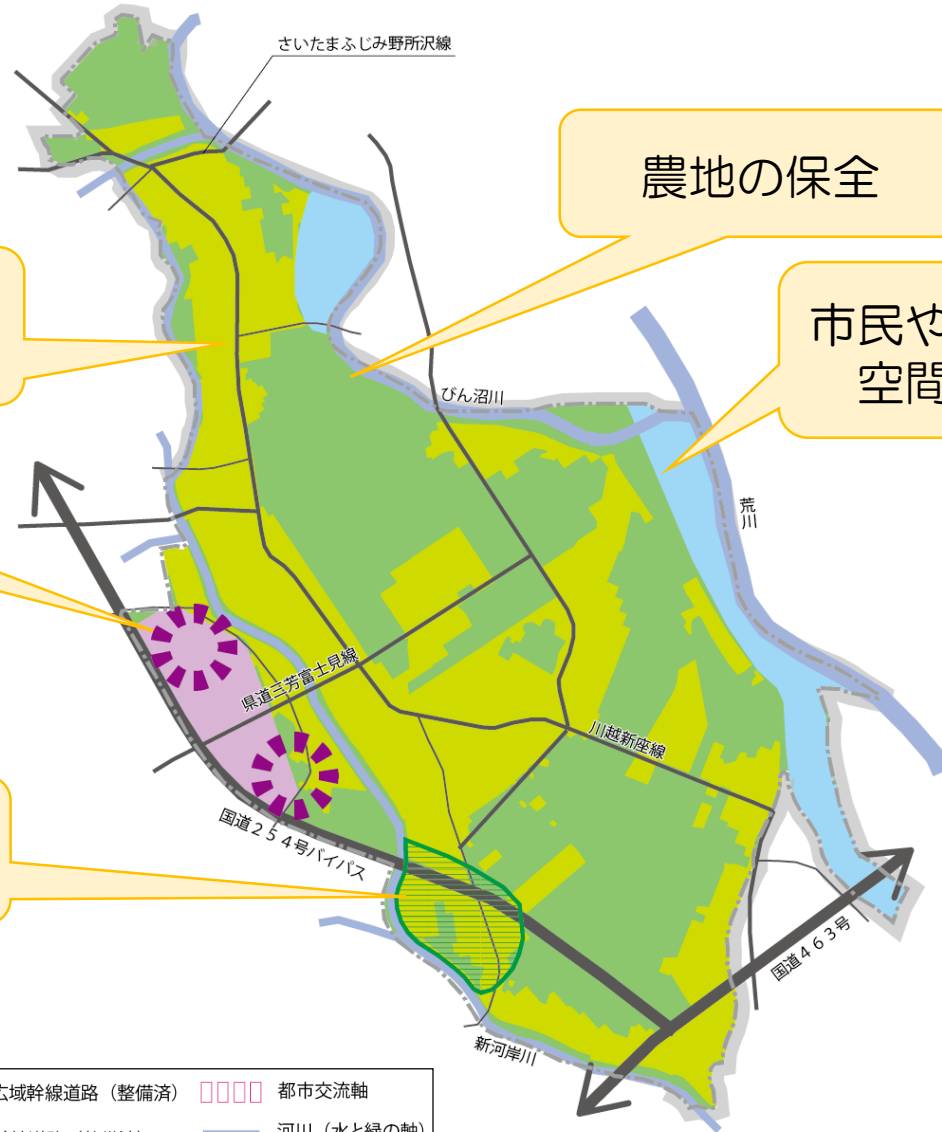 さいたまふじみ野所沢線
農地の保全
市民や
空間
びん沼川
荒川
県道三芳富士見線
川越新座線
国道254号バイパス
国道463号
新河岸川
広域幹線道路（整備済） 都市交流軸
河川（水と緑の軸）